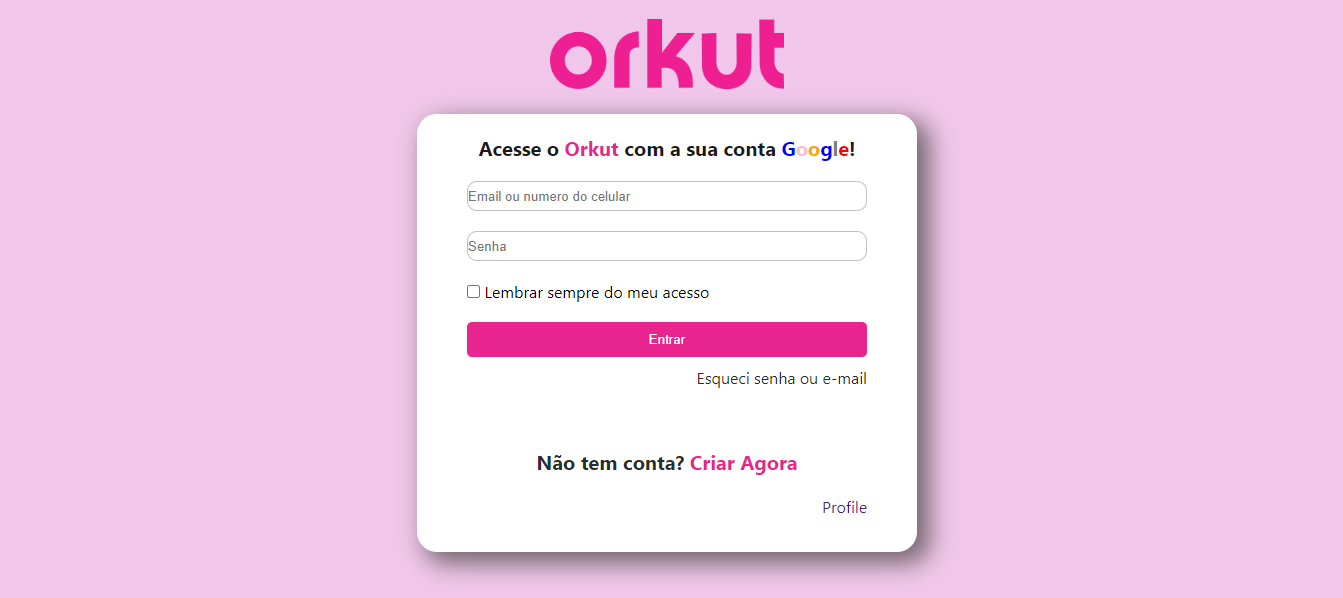 orkut
Acesse o Orkut com a sua conta Google!
Email ou numero do celular
Senha
Lembrar sempre do meu acesso
Entrar
Esqueci senha ou e-mail
Não tem conta? Criar Agora
Profile